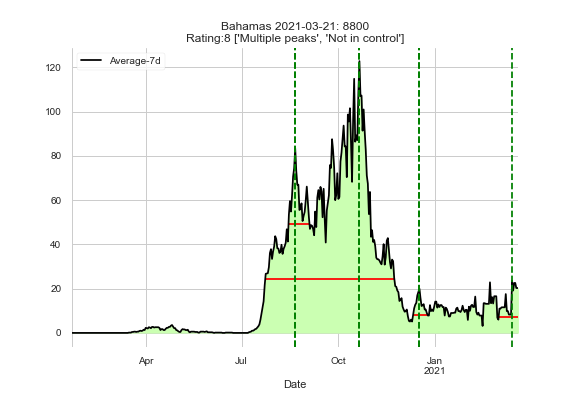 Bahamas 2021-03-21: 8800
Rating:8 ['Multiple peaks', 'Not in control']
Average-7d
120
100
80
60
40
20
0
Apr Jul Oct Jan
2021
Date